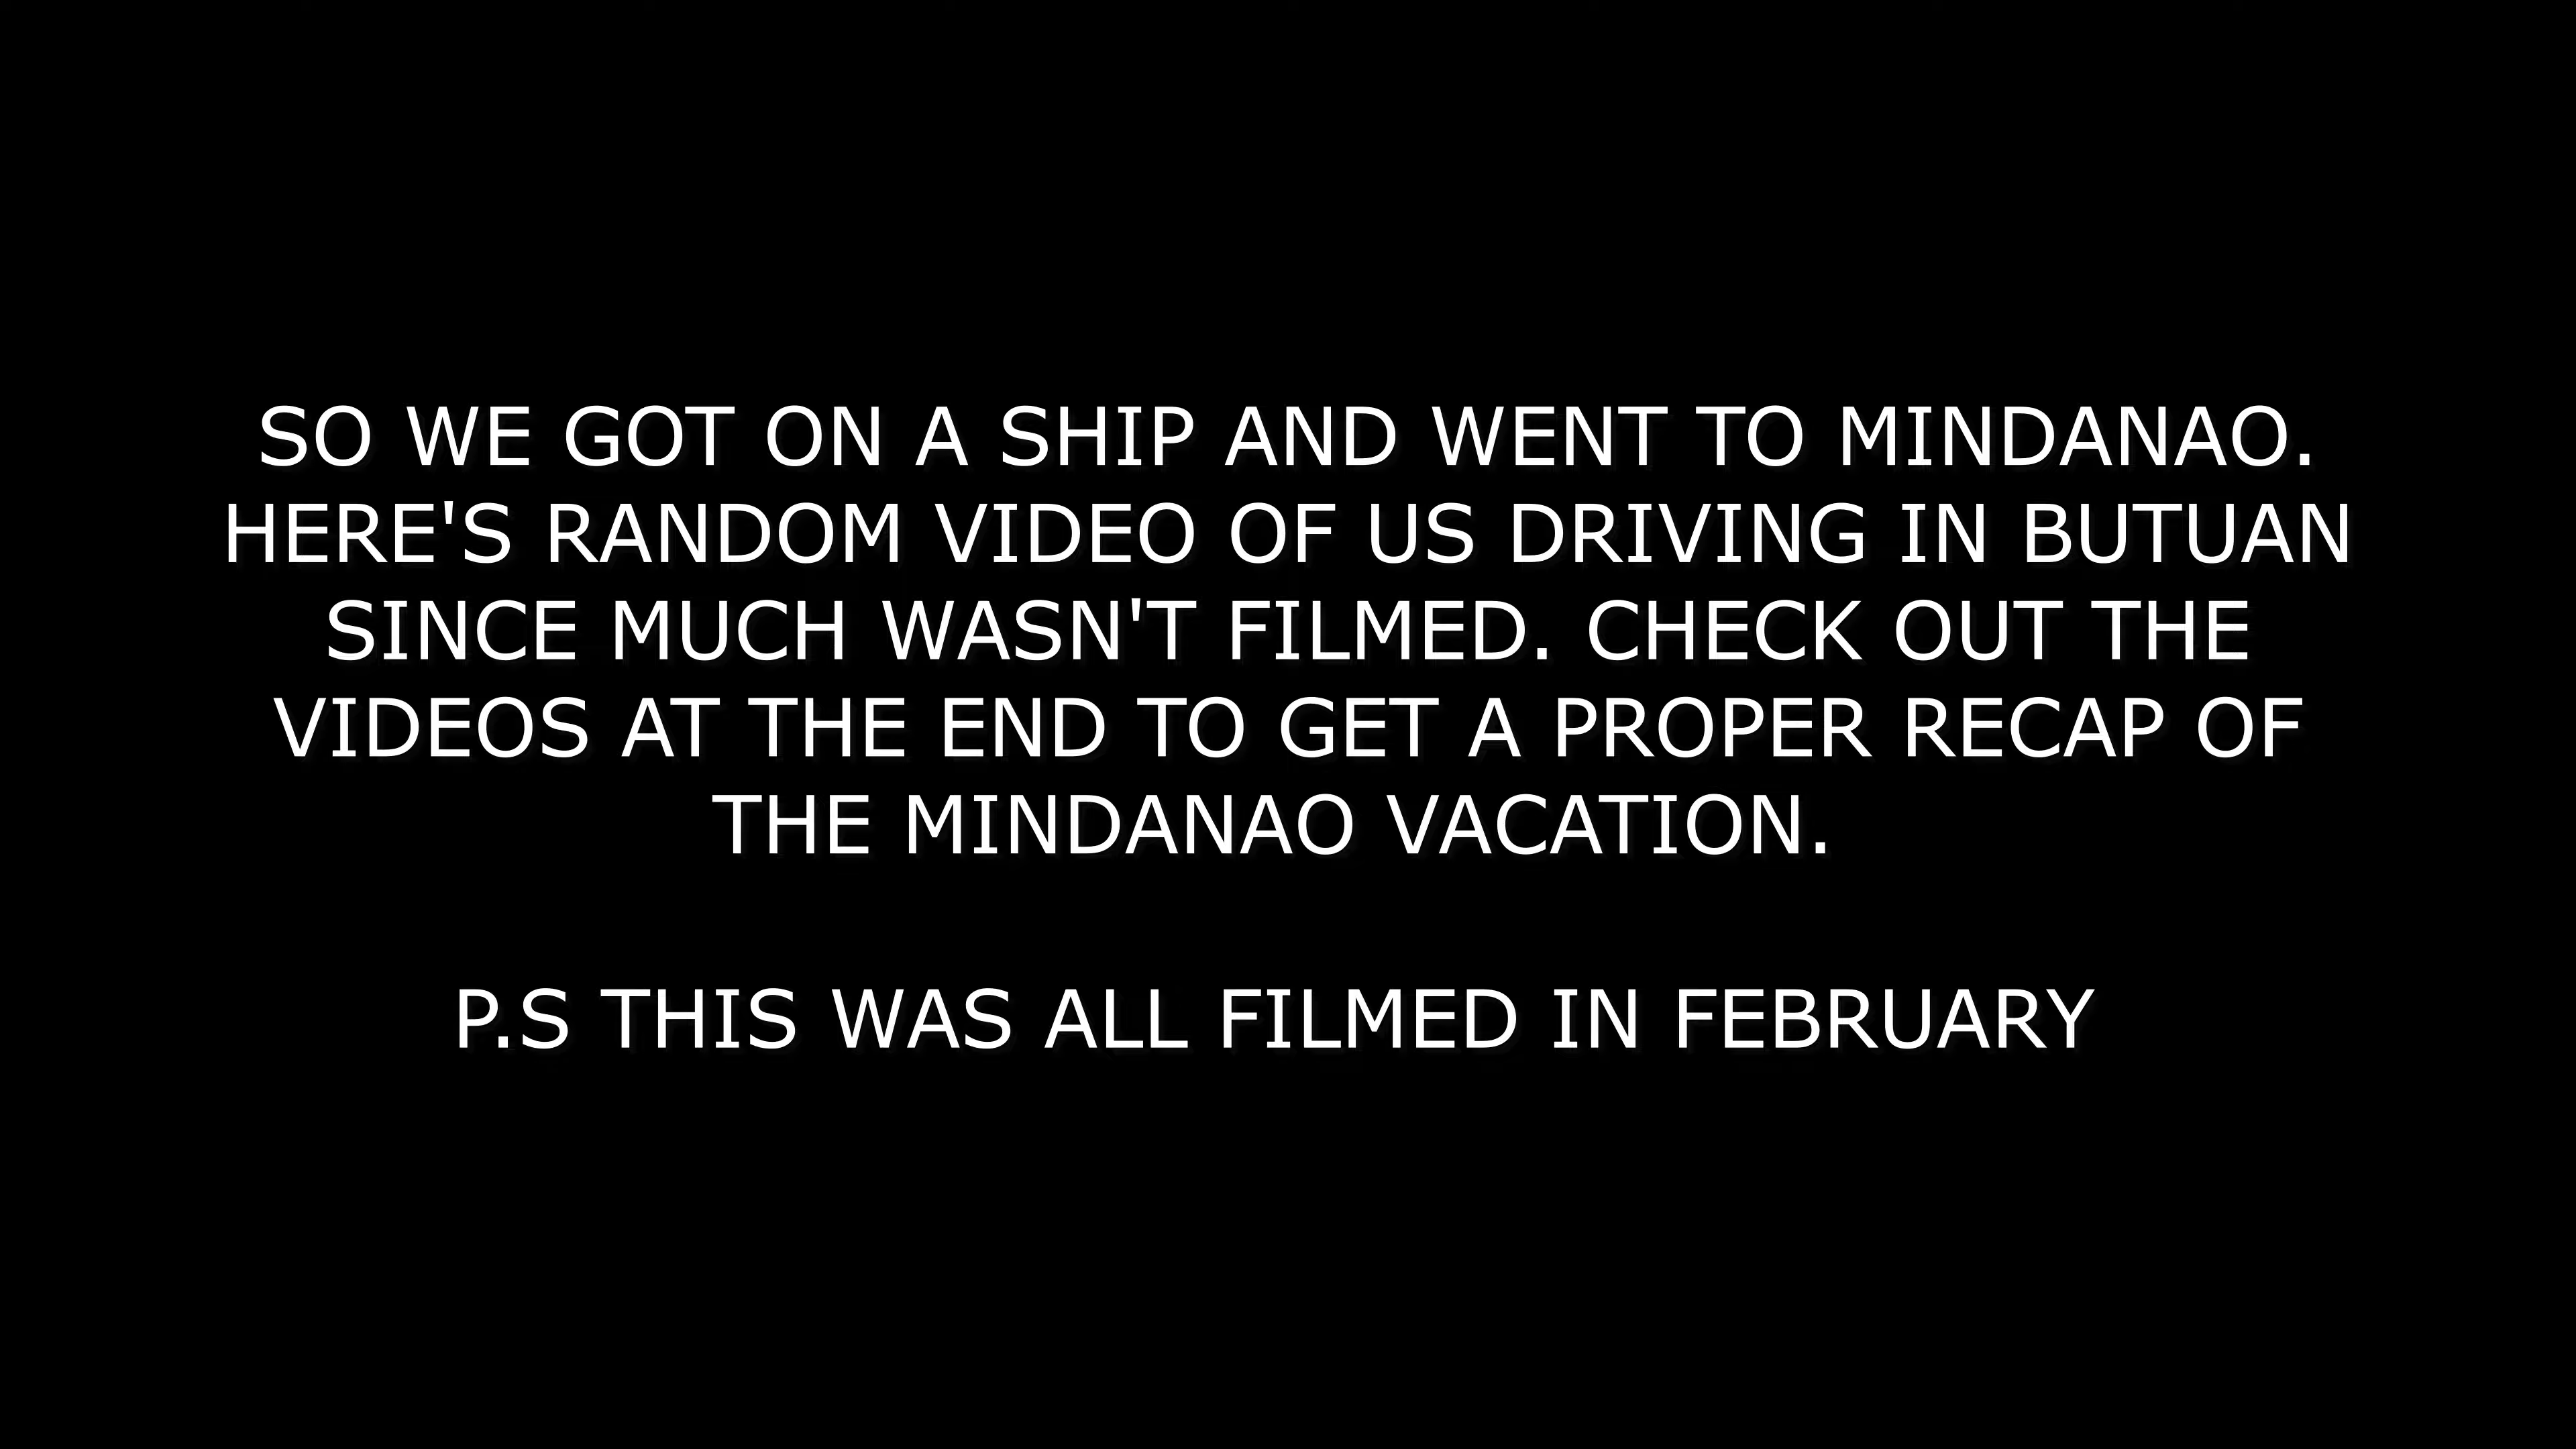 SO WE GOT ON A SHIP AND WENT TO MINDANAO.
HERE'S RANDOM VIDEO OF US DRIVING IN BUTUAN
SINCE MUCH WASN'T FILMED. CHECK OUT THE
VIDEOS AT THE END TO GET A PROPER RECAP OF
THE MINDANAO VACATION.
P.S THIS WAS ALL FILMED IN FEBRUARY